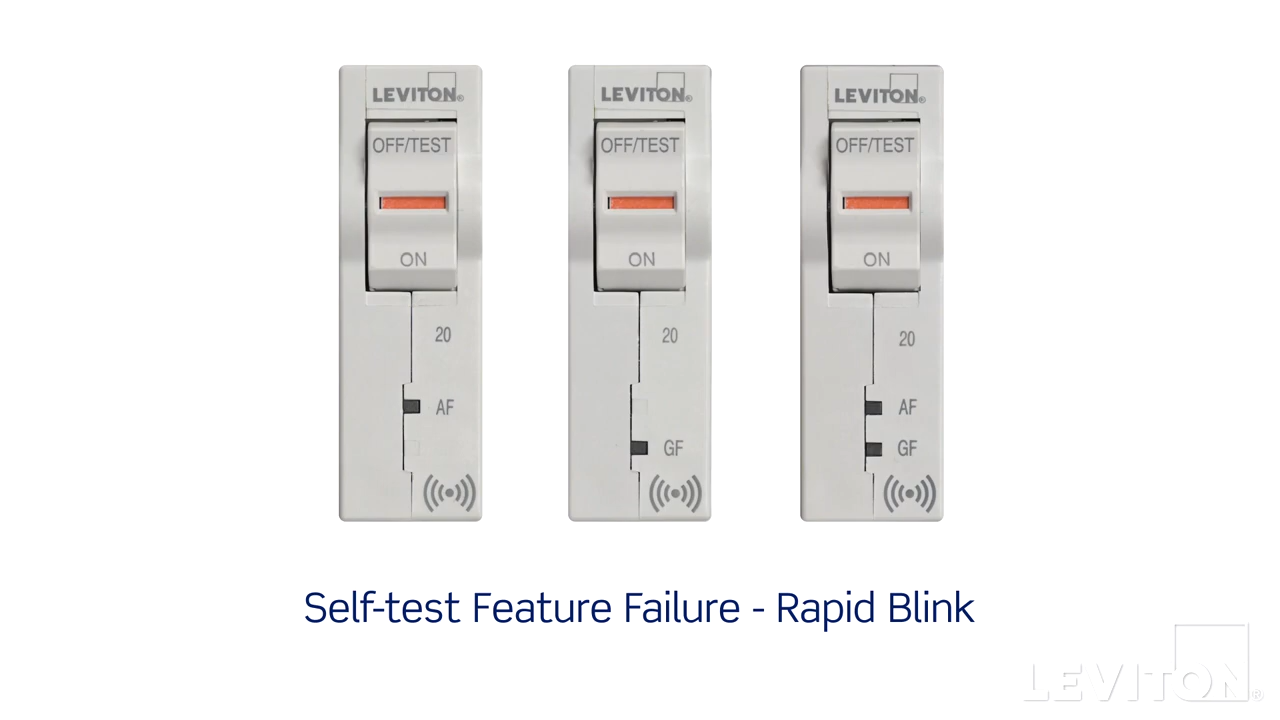 LEVITON®
OFF/TEST
ON
20
AF
LEVITON®
OFF/TEST
ON
20
GF
LEVITON®
OFF/TEST
ON
20
AF
GF
Self-test Feature Failure - Rapid Blink
LEVITON®